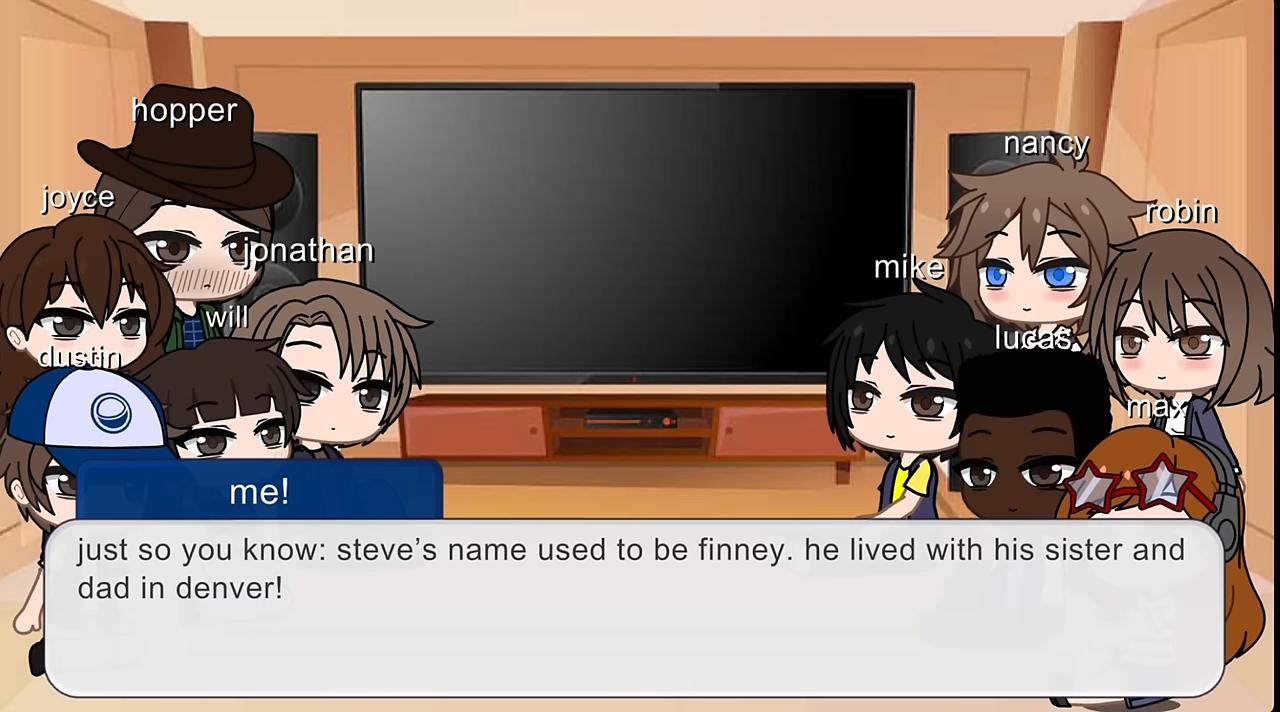 hopper
nancy
joyce
robin
jonathan
mike
will
lucas
dustin
max
me!
just so you know: steve’s name used to be finney. he lived with his sister and
dad in denver!